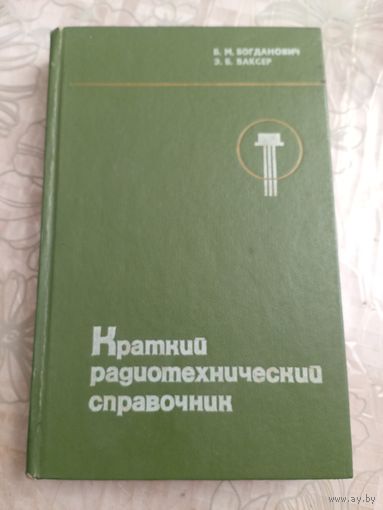 Б. М. БОГДАНОВИЧ
Э. Б. ВАКСЕР
Краткий
радиотехнический
справочник
www.ay.by